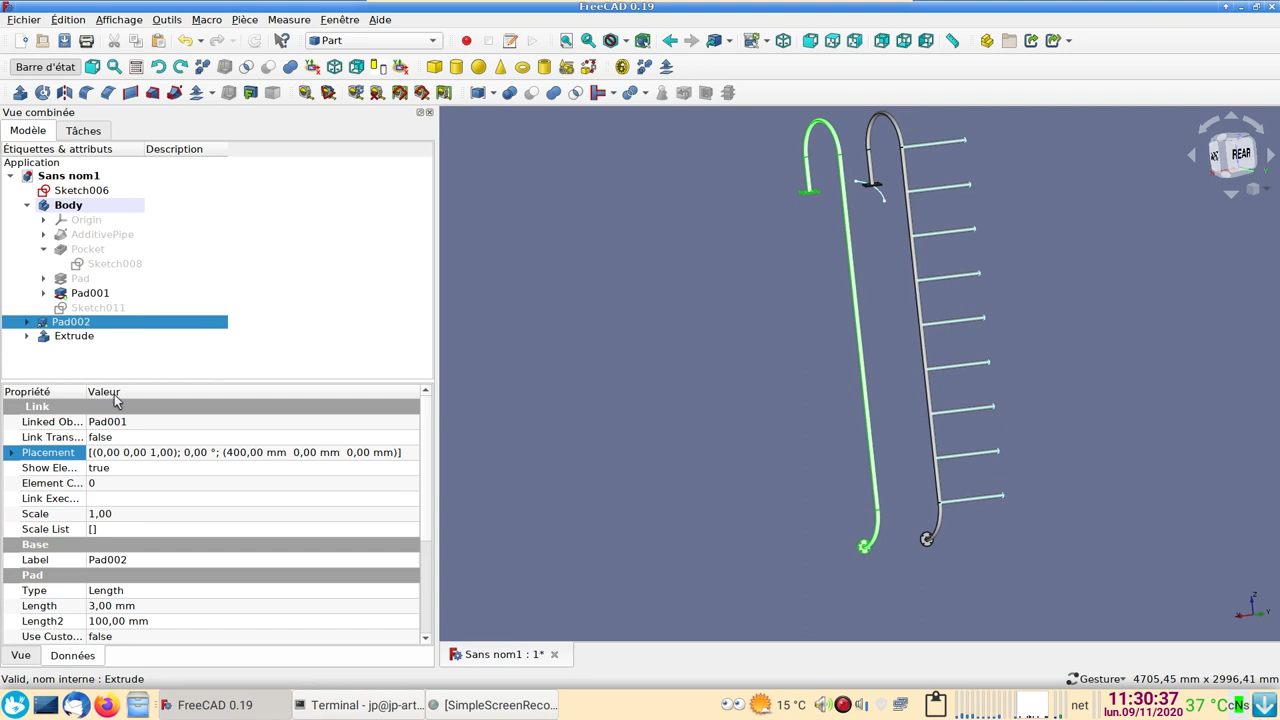 FreeCAD 0.19
Fichier Édition Affichage Outils Macro Pièce Measure Fenêtre Aide
Part
Barre d'état
Vue combinée
Modèle Tâches
Étiquettes & attributs Description
Application
Sans nom1
Sketch006
Body
Origin
AdditivePipe
Pocket
Sketch008
Pad
Pad001
Sketch011
Pad002
Extrude
Propriété Valeur
Link
Linked Ob... Pad001
Link Trans... false
Placement [(0,00 0,00 1,00); 0,00 °; (400,00 mm 0,00 mm 0,00 mm)]
Show Ele... true
Element C... 0
Link Exec...
Scale 1,00
Scale List []
Base
Label Pad002
Pad
Type Length
Length 3,00 mm
Length2 100,00 mm
Use Custo... false
Vue Données
REAR
Z
X
Y
Sans nom1 : 1*
Valid, nom interne : Extrude
Gesture 4705,45 mm x 2996,41 mm
FreeCAD 0.19
Terminal - jp@jp-art...
[SimpleScreenReco...
15 °C
net
11:30:37
lun.09/11/2020
37 °C